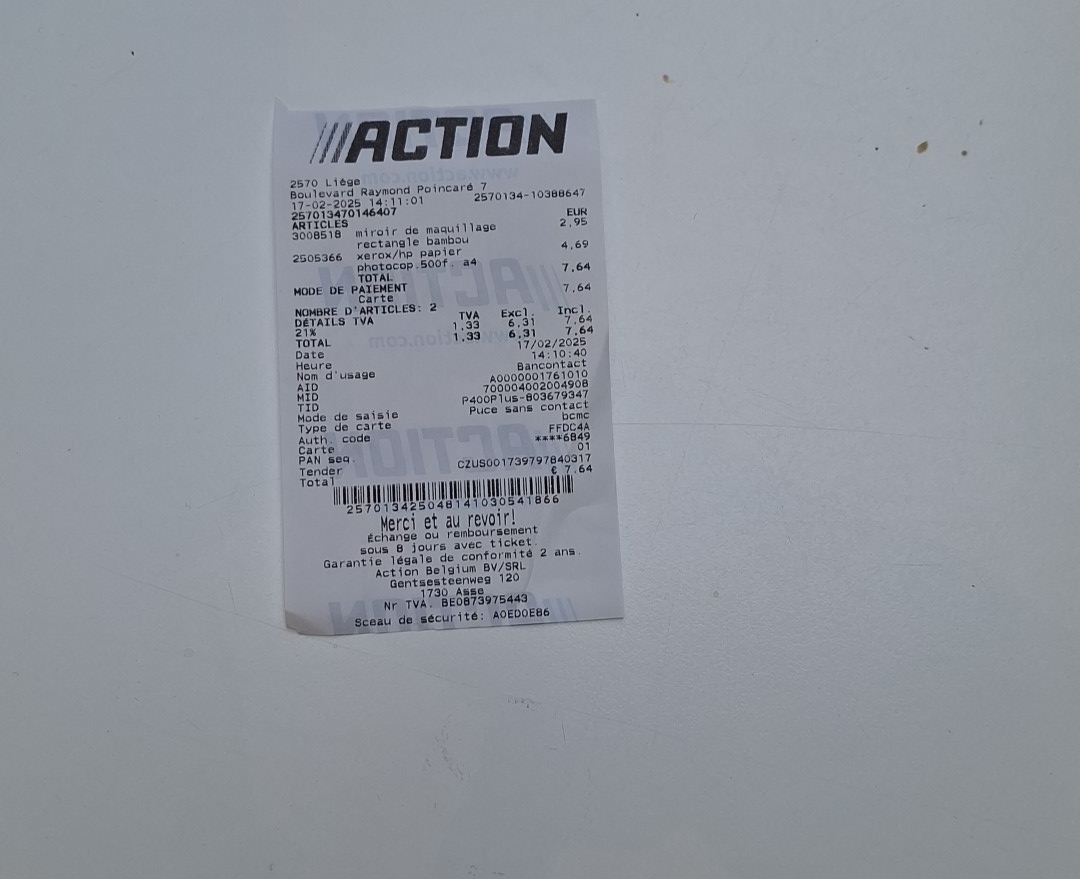 ///ACTION
2570 Liége
Boulevard Raymond Poincaré 7
17-02-2025 14:11:01 2570134-10388647
257013470146407
ARTICLES EUR
3008518 miroir de maquillage 2,95
rectangle bambou
2505366 xerox/hp papier 4,69
photocop.500f. a4
TOTAL 7,64
MODE DE PAIEMENT
Carte 7,64
NOMBRE D'ARTICLES: 2
DÉTAILS TVA TVA Excl. Incl.
21% 1,33 6,31 7,64
TOTAL 1,33 6,31 7,64
Date 17/02/2025
Heure 14:10:40
Nom d'usage Bancontact
AID A0000001761010
MID 700004002004908
TID P400Plus-803679347
Mode de saisie Puce sans contact
Type de carte bcmc
Auth. code FFDC4A
Carte ****6849
PAN seq. 01
Tender CZUS001739797840317
Total € 7.64
257013425048141030541866
Merci et au revoir!
Échange ou remboursement
sous 8 jours avec ticket.
Garantie légale de conformité 2 ans.
Action Belgium BV/SRL
Gentsesteenweg 120
1730 Asse
Nr TVA. BE0873975443
Sceau de sécurité: A0ED0E86